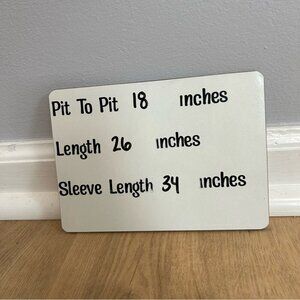 Pit To Pit 18 inches
Length 26 inches
Sleeve Length 34 inches